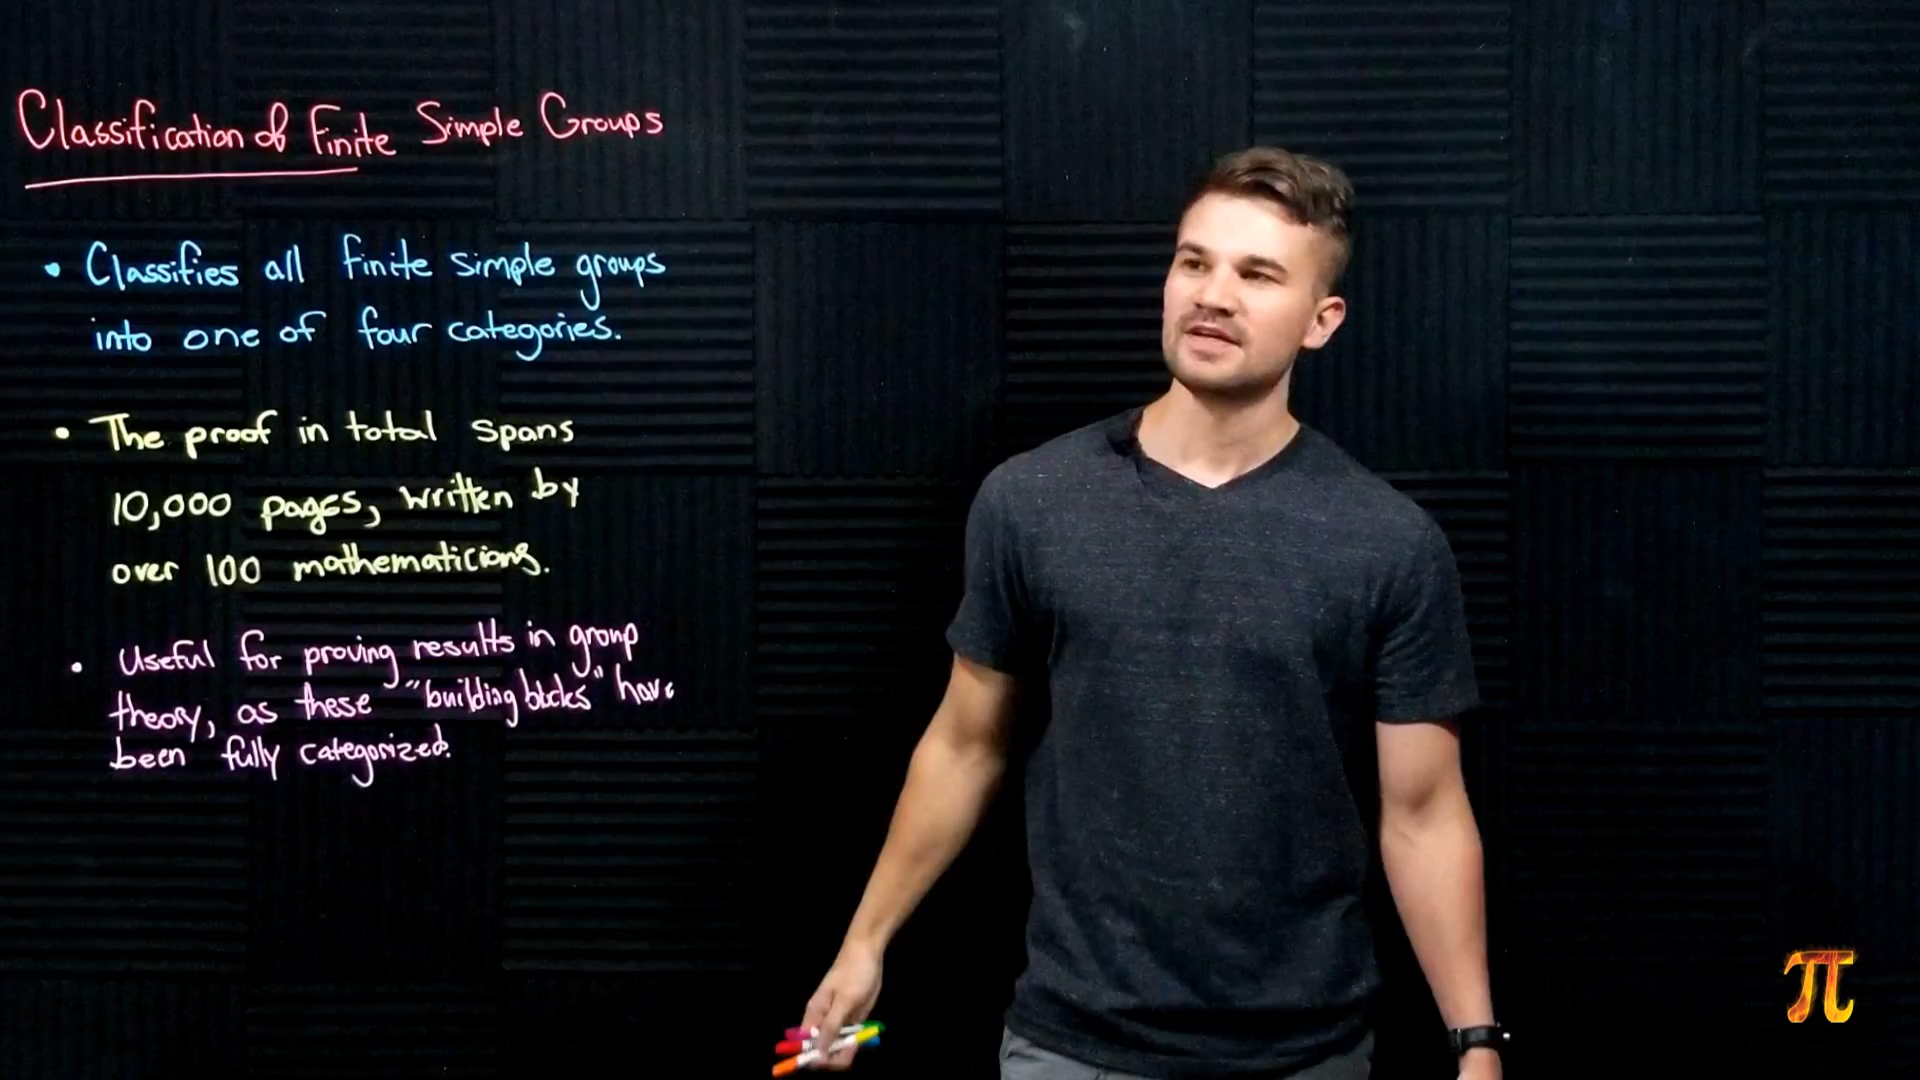 Classification of Finite Simple Groups
• Classifies all finite simple groups
into one of four categories.
• The proof in total spans
10,000 pages, written by
over 100 mathematicians.
• Useful for proving results in group
theory, as these "building blocks" have
been fully categorized.
π